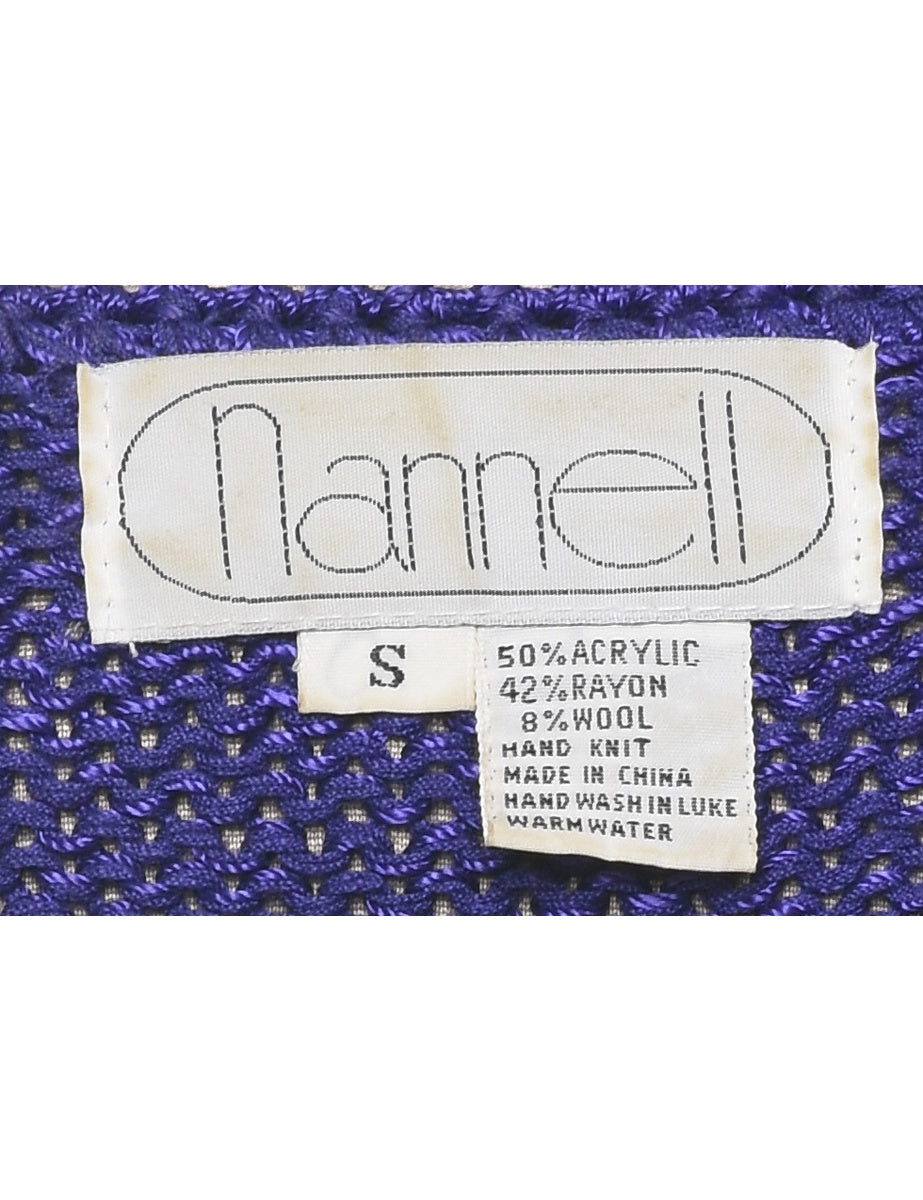 nannell
S
50% ACRYLIC
42% RAYON
8% WOOL
HAND KNIT
MADE IN CHINA
HAND WASH IN LUKE
WARM WATER